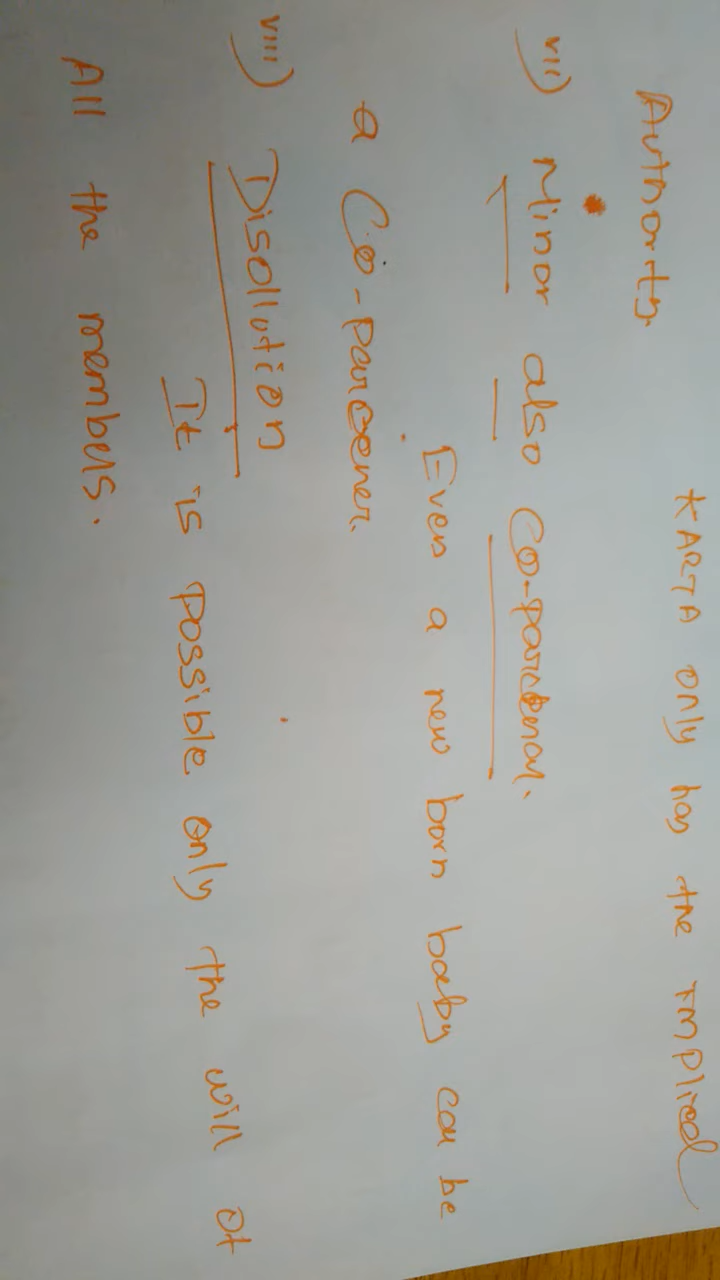 KARTA only has the Implied
Authority.
vii) Minor also Co-parcenar.
Even a new born baby can be
a Co-parcener.
viii) Disollution
It is possible only the will of
All the members.